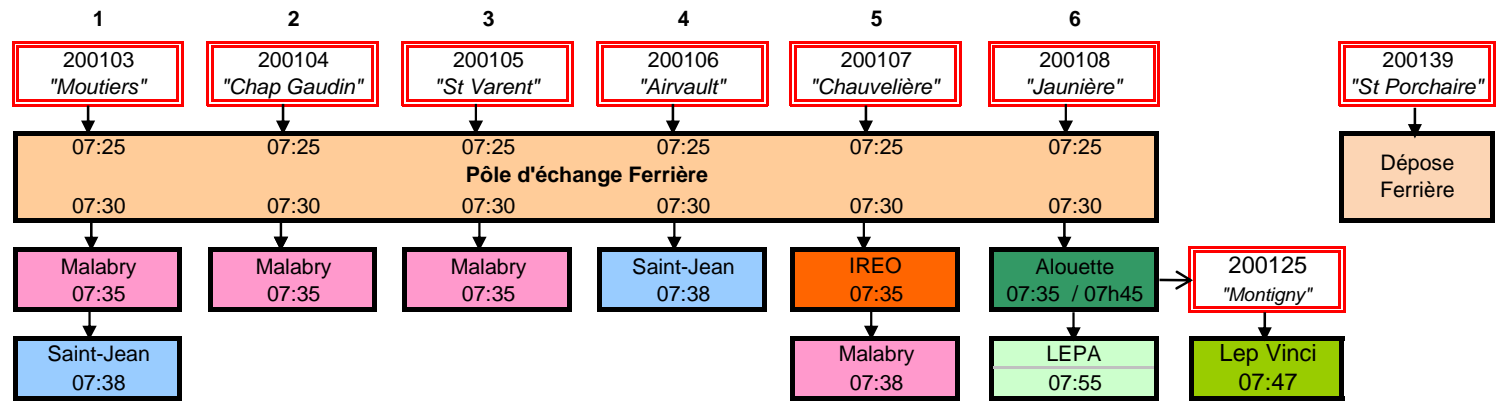 1 2 3 4 5 6
200103 200104 200105 200106 200107 200108 200139
"Moutiers" "Chap Gaudin" "St Varent" "Airvault" "Chauvelière" "Jaunière" "St Porchaire"
07:25 07:25 07:25 07:25 07:25 07:25
Pôle d'échange Ferrière
Dépose
Ferrière
07:30 07:30 07:30 07:30 07:30 07:30
Malabry Malabry Malabry Saint-Jean IREO Alouette 200125
07:35 07:35 07:35 07:38 07:35 07:35 / 07h45 "Montigny"
Saint-Jean Malabry LEPA Lep Vinci
07:38 07:38 07:55 07:47